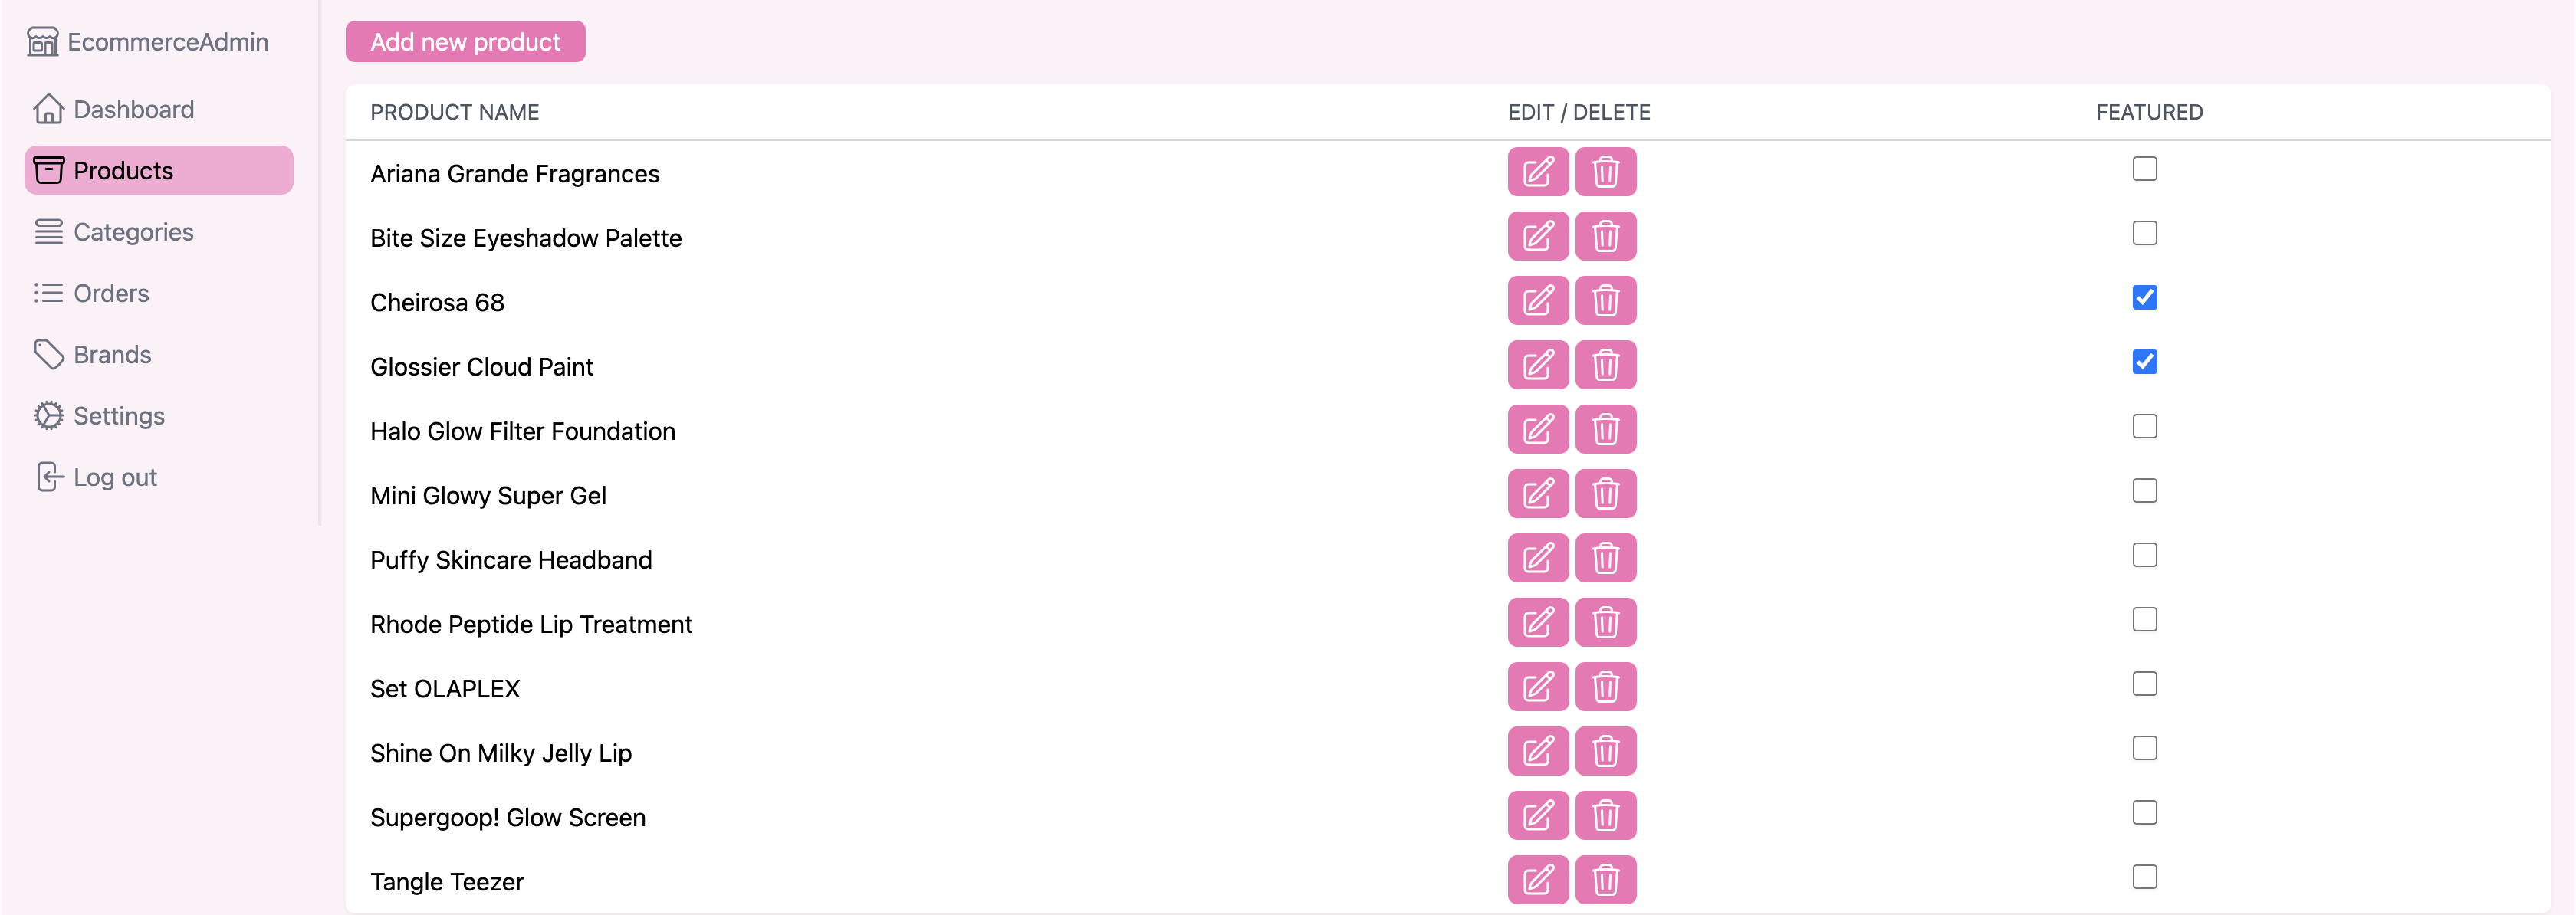 EcommerceAdmin
Dashboard
Products
Categories
Orders
Brands
Settings
Log out
Add new product
PRODUCT NAME EDIT / DELETE FEATURED
Ariana Grande Fragrances
Bite Size Eyeshadow Palette
Cheirosa 68
Glossier Cloud Paint
Halo Glow Filter Foundation
Mini Glowy Super Gel
Puffy Skincare Headband
Rhode Peptide Lip Treatment
Set OLAPLEX
Shine On Milky Jelly Lip
Supergoop! Glow Screen
Tangle Teezer